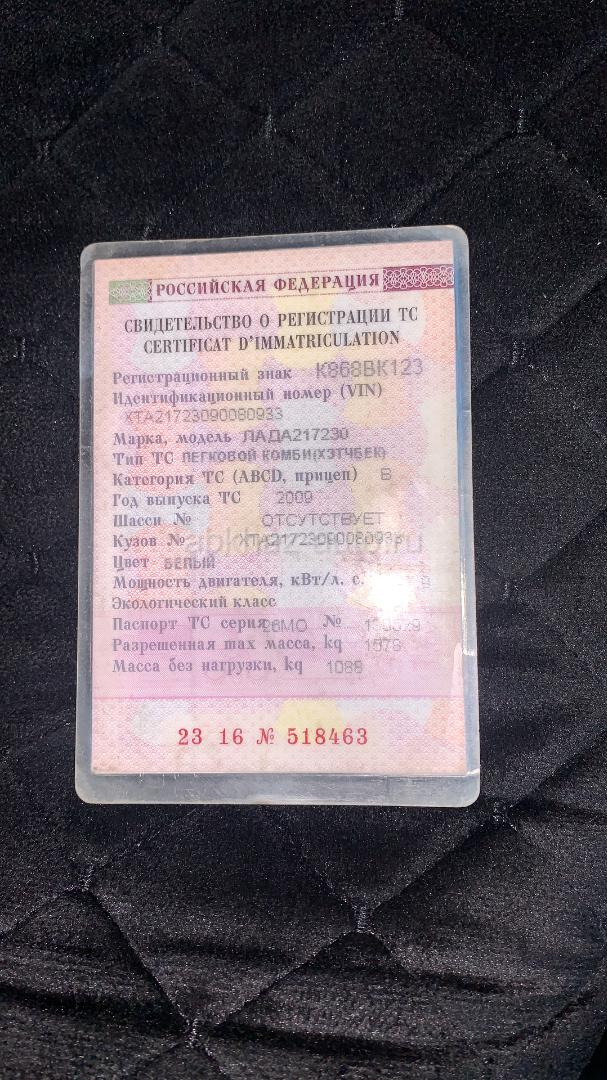 РОССИЙСКАЯ ФЕДЕРАЦИЯ
СВИДЕТЕЛЬСТВО О РЕГИСТРАЦИИ ТС
CERTIFICAT D'IMMATRICULATION
Регистрационный знак К868ВК123
Идентификационный номер (VIN)
ХТА21723090080933
Марка, модель ЛАДА217230
Тип ТС ЛЕГКОВОЙ КОМБИ(ХЭТЧБЕК)
Категория ТС (ABCD, прицеп) В
Год выпуска ТС 2009
Шасси № ОТСУТСТВУЕТ
Кузов № ХТА21723090080933
Цвет БЕЛЫЙ
Мощность двигателя, кВт/л. с.
Экологический класс
Паспорт ТС серия №
Разрешенная max масса, kg 1578
Масса без нагрузки, kg 1088
23 16 № 518463